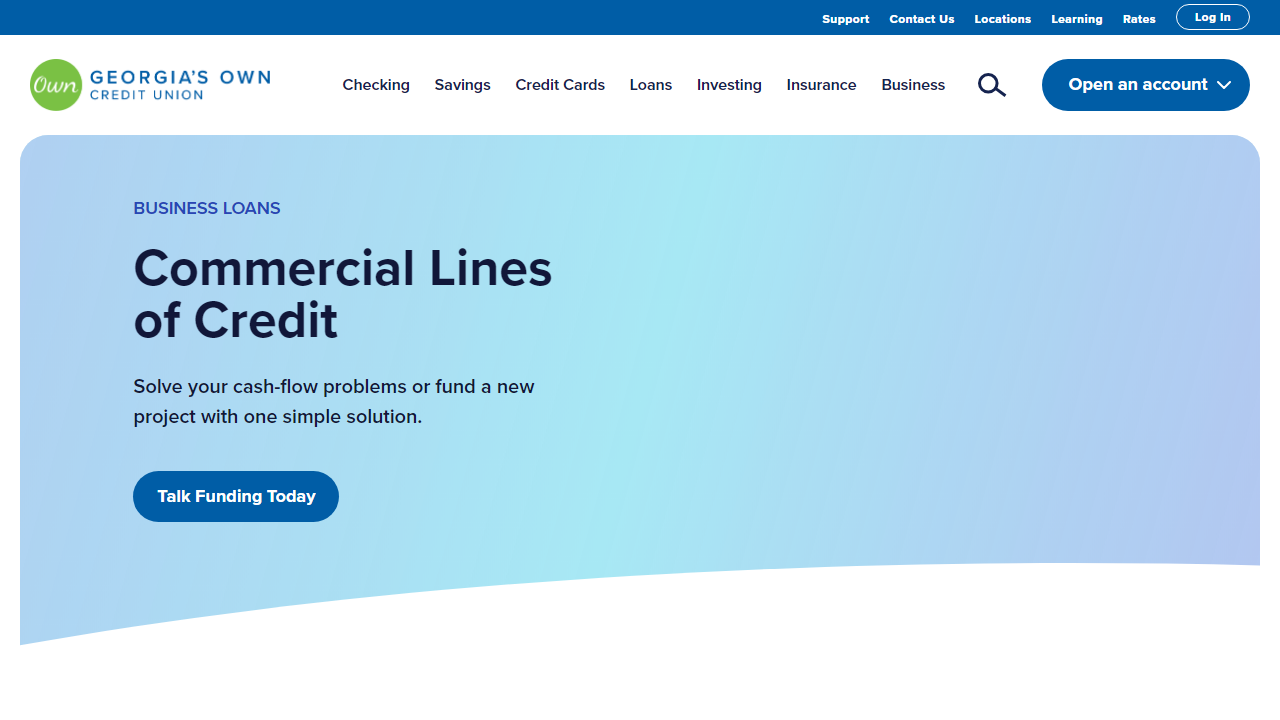 Support Contact Us Locations Learning Rates Log In
Own GEORGIA'S OWN
CREDIT UNION
Checking Savings Credit Cards Loans Investing Insurance Business Open an account
BUSINESS LOANS
Commercial Lines
of Credit
Solve your cash-flow problems or fund a new
project with one simple solution.
Talk Funding Today